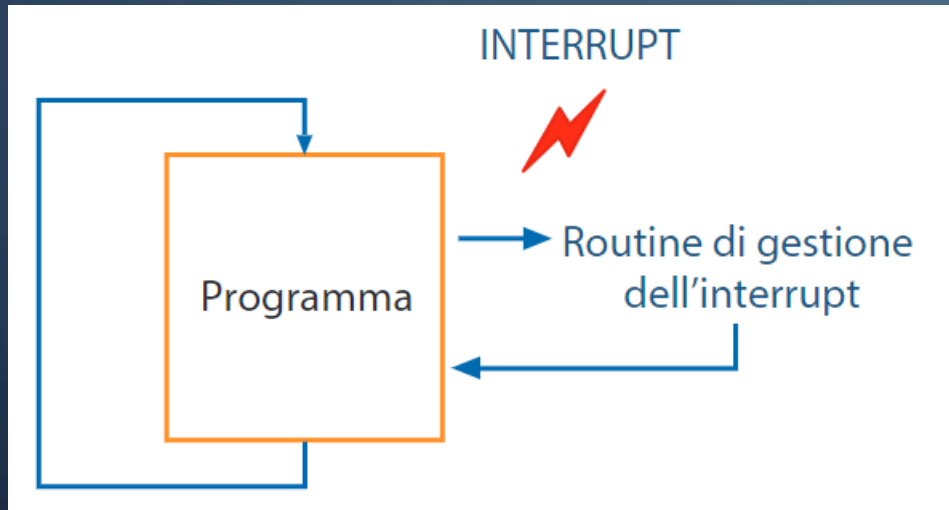 INTERRUPT
Programma
Routine di gestione
dell’interrupt